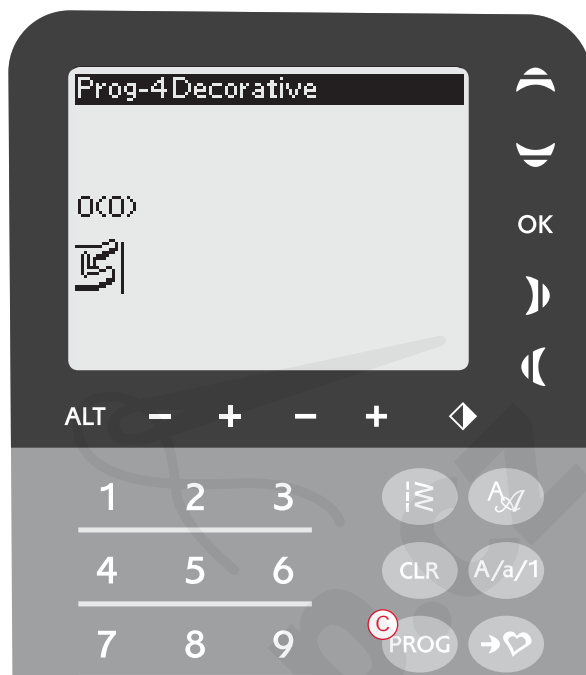 Prog-4 Decorative
0(0)
OK
ALT - + - +
1 2 3
A
4 5 6 CLR A/a/1
C
7 8 9 PROG